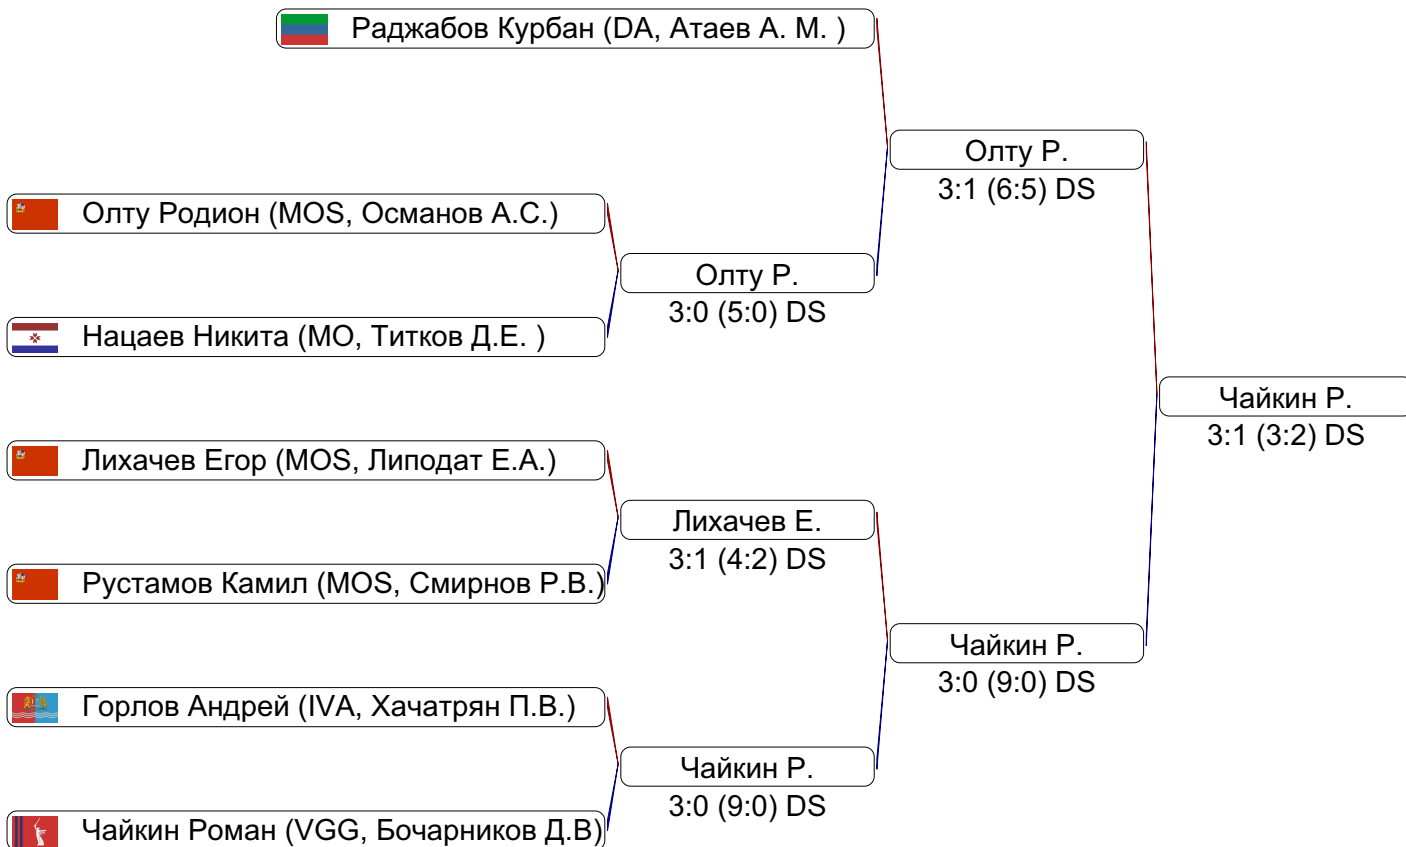 Раджабов Курбан (DA, Атаев А. М. )
Олту Р.
3:1 (6:5) DS
Олту Родион (MOS, Османов А.С.)
Олту Р.
3:0 (5:0) DS
Нацаев Никита (MO, Титков Д.Е. )
Чайкин Р.
3:1 (3:2) DS
Лихачев Егор (MOS, Липодат Е.А.)
Лихачев Е.
3:1 (4:2) DS
Рустамов Камил (MOS, Смирнов Р.В.)
Чайкин Р.
3:0 (9:0) DS
Горлов Андрей (IVA, Хачатрян П.В.)
Чайкин Р.
3:0 (9:0) DS
Чайкин Роман (VGG, Бочарников Д.В)